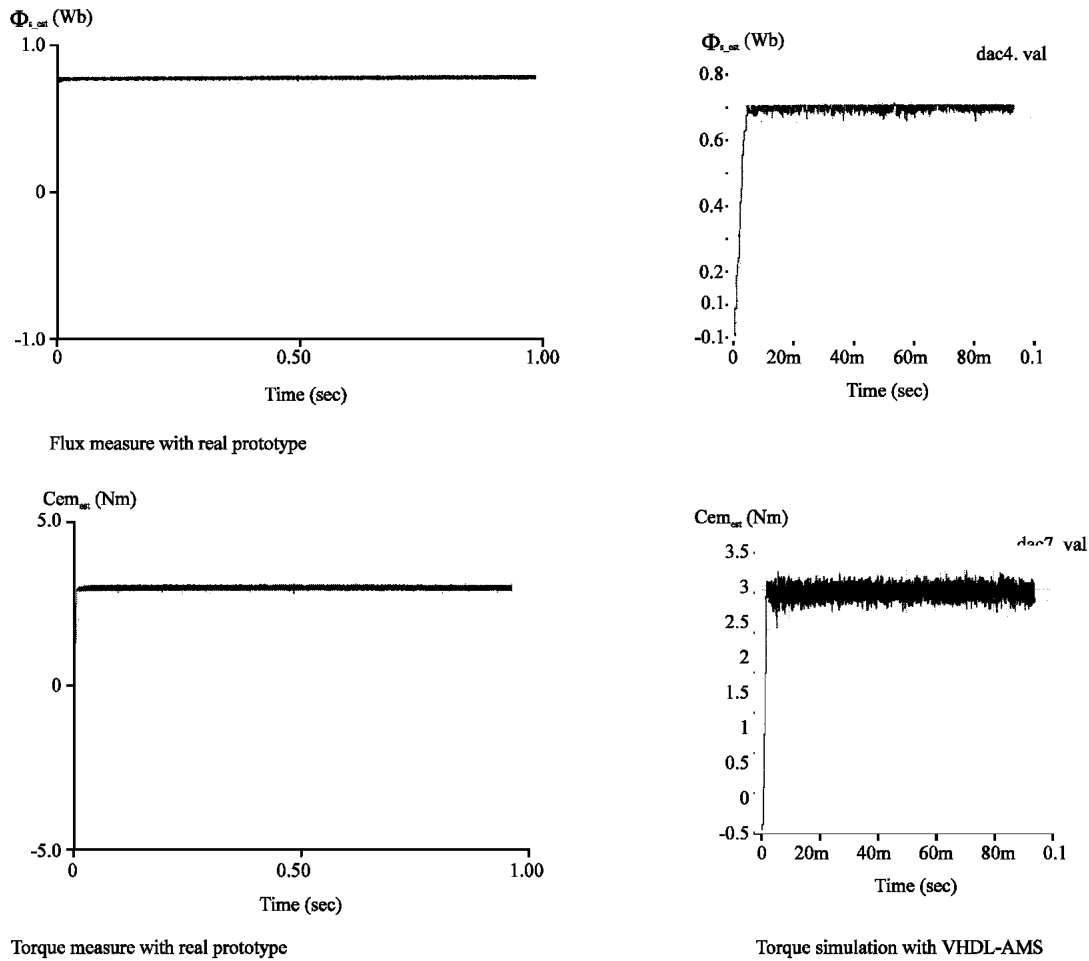 Φs_est (Wb)
1.0
0
-1.0
0
0.50
1.00
Time (sec)
Flux measure with real prototype
Φs_est (Wb)
dac4. val
0.8
0.6
0.4
0.2
0.1
-0.1
0
20m
40m
60m
80m
0.1
Time (sec)
Cemest (Nm)
5.0
0
-5.0
0
0.50
1.00
Time (sec)
Torque measure with real prototype
Cemest (Nm)
dac7 val
3.5
3
2.5
2
1.5
1
0.5
0
-0.5
0
20m
40m
60m
80m
0.1
Time (sec)
Torque simulation with VHDL-AMS